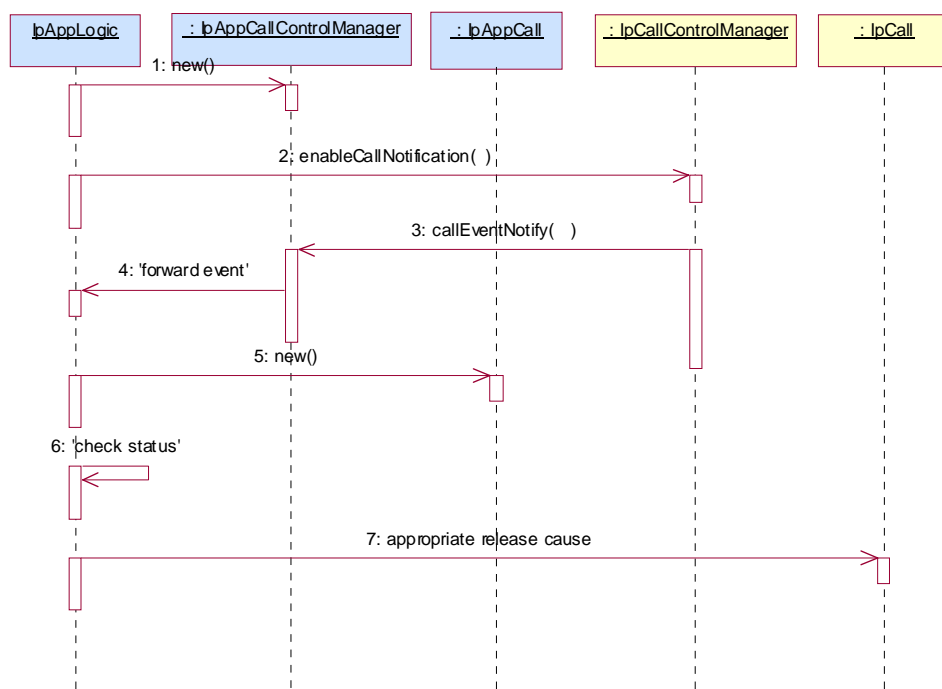 IpAppLogic
: IpAppCallControlManager
: IpAppCall
: IpCallControlManager
: IpCall
1: new()
2: enableCallNotification( )
3: callEventNotify( )
4: 'forward event'
5: new()
6: 'check status'
7: appropriate release cause